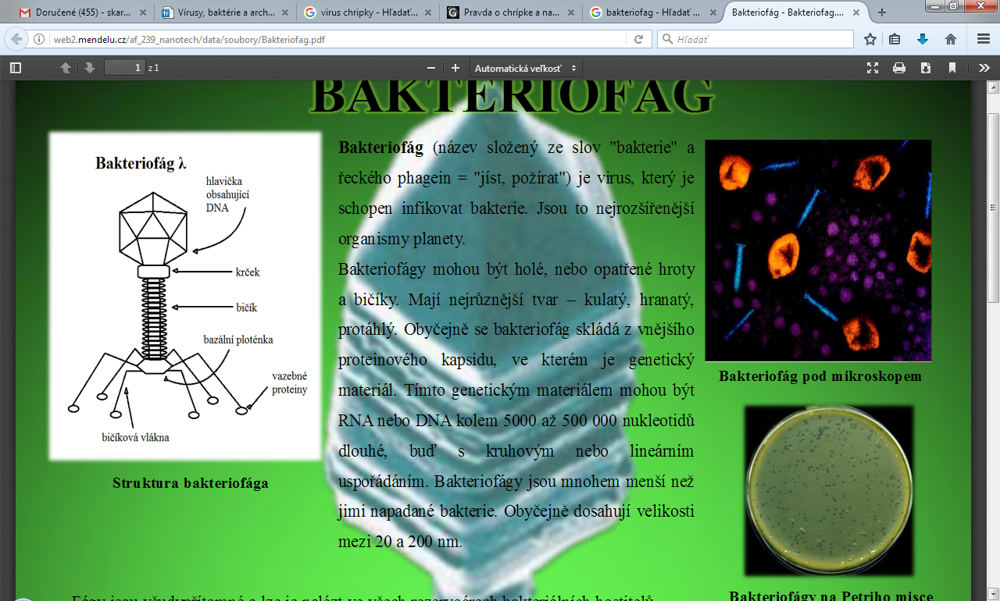 Doručené (455) - skar...
Vírusy, baktérie a arch...
virus chripky - Hľadať ...
Pravda o chrípke a na...
bakteriofag - Hľadať ...
Bakteriofág - Bakteriofag....
web2.mendelu.cz/af_239_nanotech/data/soubory/Bakteriofag.pdf
Hľadať
1 z 1
Automatická veľkosť
BAKTERIOFÁG
Bakteriofág λ
hlavička
obsahující
DNA
krček
bičík
bazální ploténka
vazebné
proteiny
bičíková vlákna
Struktura bakteriofága
Bakteriofág (název složený ze slov "bakterie" a
řeckého phagein = "jíst, požírat") je virus, který je
schopen infikovat bakterie. Jsou to nejrozšířenější
organismy planety.
Bakteriofágy mohou být holé, nebo opatřené hroty
a bičíky. Mají nejrůznější tvar – kulatý, hranatý,
protáhlý. Obyčejně se bakteriofág skládá z vnějšího
proteinového kapsidu, ve kterém je genetický
materiál. Tímto genetickým materiálem mohou být
RNA nebo DNA kolem 5000 až 500 000 nukleotidů
dlouhé, buď s kruhovým nebo lineárním
uspořádáním. Bakteriofágy jsou mnohem menší než
jimi napadané bakterie. Obyčejně dosahují velikosti
mezi 20 a 200 nm.
Bakteriofág pod mikroskopem
Bakteriofágy na Petriho misce
Fágy jsou všudypřítomné a lze je nalézt ve všech rezervoárech bakteriálních hostitelů,